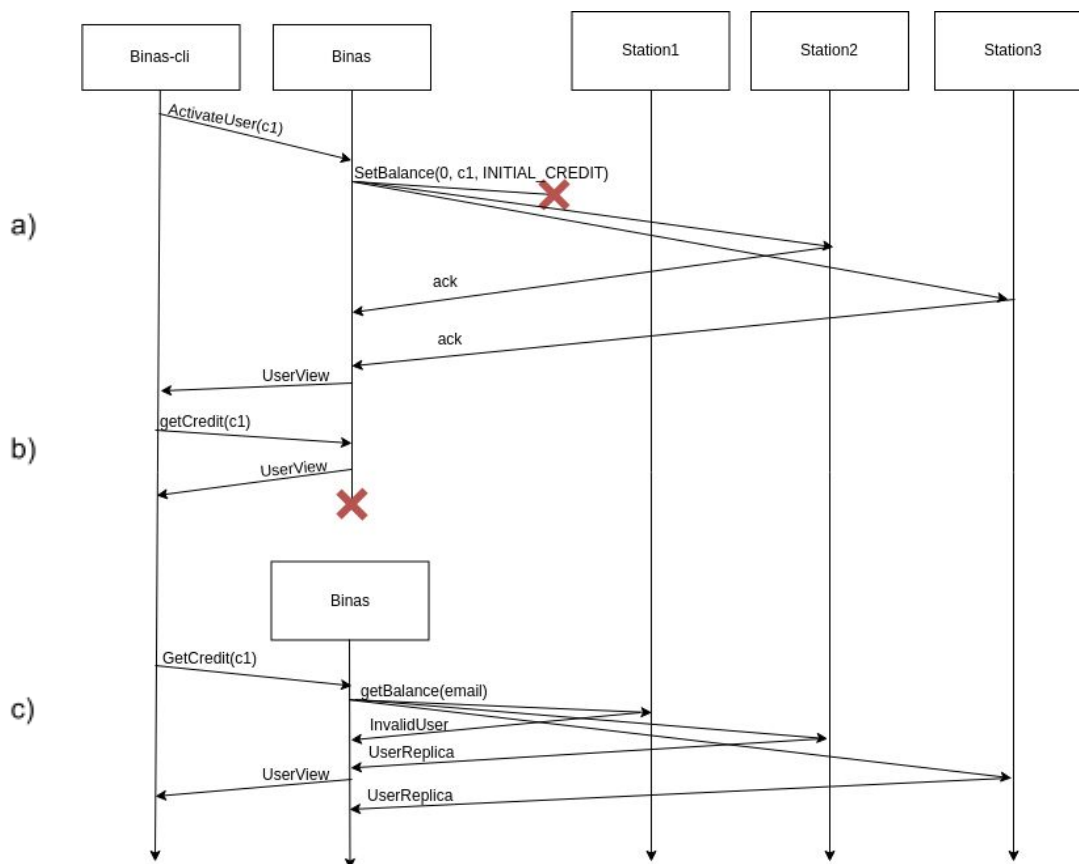 Binas-cli
Binas
Station1
Station2
Station3
ActivateUser(c1)
SetBalance(0, c1, INITIAL_CREDIT)
a)
ack
ack
UserView
getCredit(c1)
b)
UserView
Binas
GetCredit(c1)
getBalance(email)
c)
InvalidUser
UserReplica
UserView
UserReplica